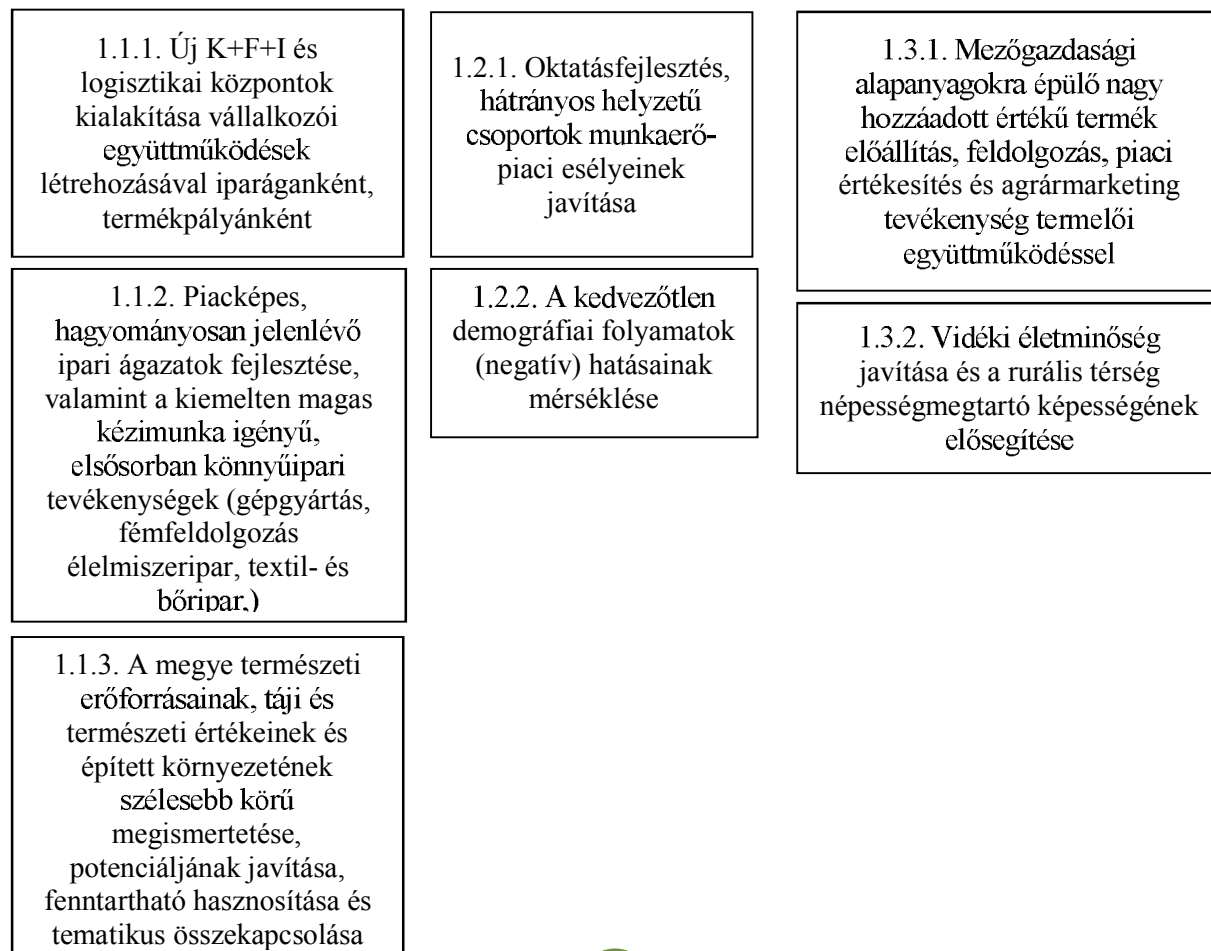 1.1.1. Új K+F+I és
logisztikai központok
kialakítása vállalkozói
együttműködések
létrehozásával iparáganként,
termékpályánként
1.1.2. Piacképes,
hagyományosan jelenlévő
ipari ágazatok fejlesztése,
valamint a kiemelten magas
kézimunka igényű,
elsősorban könnyűipari
tevékenységek (gépgyártás,
fémfeldolgozás
élelmiszeripar, textil- és
bőripar,)
1.1.3. A megye természeti
erőforrásainak, táji és
természeti értékeinek és
épített környezetének
szélesebb körű
megismertetése,
potenciáljának javítása,
fenntartható hasznosítása és
tematikus összekapcsolása
1.2.1. Oktatásfejlesztés,
hátrányos helyzetű
csoportok munkaerő-
piaci esélyeinek
javítása
1.2.2. A kedvezőtlen
demográfiai folyamatok
(negatív) hatásainak
mérséklése
1.3.1. Mezőgazdasági
alapanyagokra épülő nagy
hozzáadott értékű termék
előállítás, feldolgozás, piaci
értékesítés és agrármarketing
tevékenység termelői
együttműködéssel
1.3.2. Vidéki életminőség
javítása és a rurális térség
népességmegtartó képességének
elősegítése